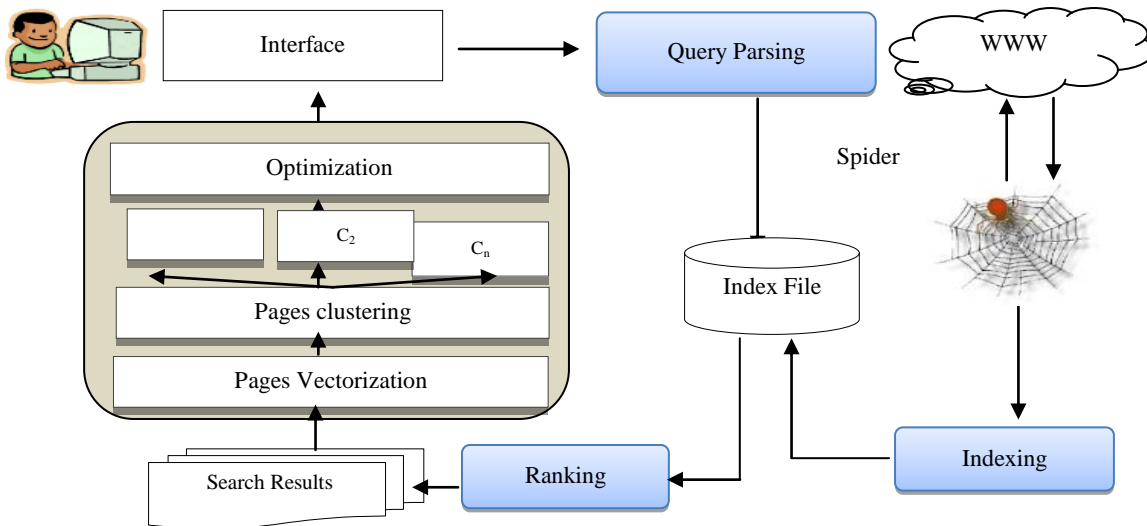 Interface
Query Parsing
WWW
Optimization
Spider
C₂
Cₙ
Index File
Pages clustering
Pages Vectorization
Search Results
Ranking
Indexing